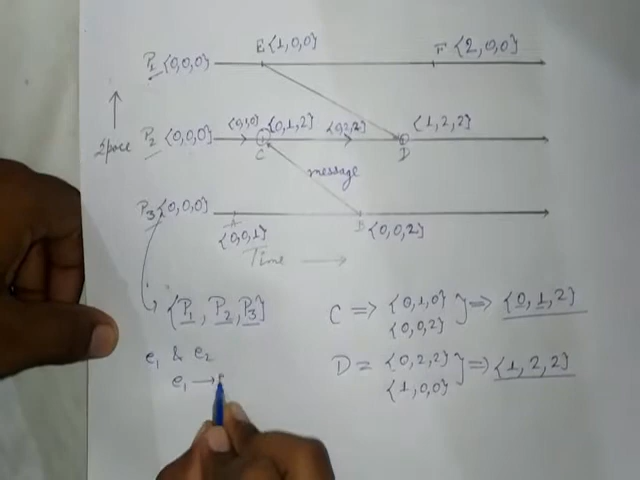 E {1,0,0} F {2,0,0}
P₁ {0,0,0}
{0,1,0} {0,1,2} {0,2,2} {1,2,2}
P₂ {0,0,0}
Space C D
message
P₃ {0,0,0}
A B {0,0,2}
{0,0,1}
Time
{P₁, P₂, P₃}
C => {0,1,0} } => {0,1,2}
{0,0,2}
e₁ & e₂
D = {0,2,2} } => {1,2,2}
e₁ → {1,0,0}